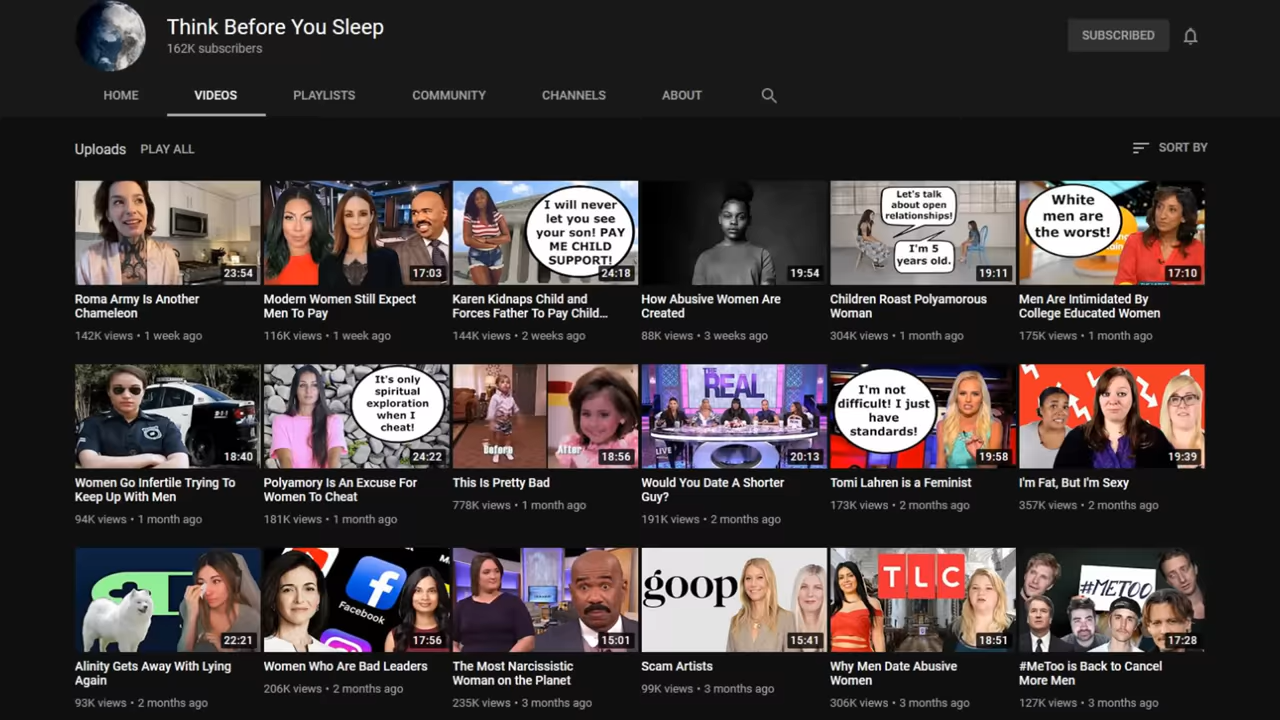 Think Before You Sleep
162K subscribers
SUBSCRIBED
HOME VIDEOS PLAYLISTS COMMUNITY CHANNELS ABOUT
Uploads PLAY ALL
SORT BY
23:54
17:03
I will never
let you see
your son! PAY
ME CHILD
SUPPORT!
24:18
19:54
Let's talk
about open
relationships!
I'm 5
years old.
19:11
White
men are
the worst!
17:10
Roma Army Is Another
Chameleon
142K views • 1 week ago
Modern Women Still Expect
Men To Pay
116K views • 1 week ago
Karen Kidnaps Child and
Forces Father To Pay Child...
144K views • 2 weeks ago
How Abusive Women Are
Created
88K views • 3 weeks ago
Children Roast Polyamorous
Woman
304K views • 1 month ago
Men Are Intimidated By
College Educated Women
175K views • 1 month ago
18:40
It's only
spiritual
exploration
when I
cheat!
24:22
Before
After
18:56
THE
REAL
LIVE
20:13
I'm not
difficult! I just
have
standards!
19:58
19:39
Women Go Infertile Trying To
Keep Up With Men
94K views • 1 month ago
Polyamory Is An Excuse For
Women To Cheat
181K views • 1 month ago
This Is Pretty Bad
778K views • 1 month ago
Would You Date A Shorter
Guy?
191K views • 2 months ago
Tomi Lahren is a Feminist
173K views • 2 months ago
I'm Fat, But I'm Sexy
357K views • 2 months ago
22:21
Facebook
17:56
15:01
goop
15:41
TLC
18:51
#METOO
17:28
Alinity Gets Away With Lying
Again
93K views • 2 months ago
Women Who Are Bad Leaders
206K views • 2 months ago
The Most Narcissistic
Woman on the Planet
235K views • 3 months ago
Scam Artists
99K views • 3 months ago
Why Men Date Abusive
Women
306K views • 3 months ago
#MeToo is Back to Cancel
More Men
127K views • 3 months ago